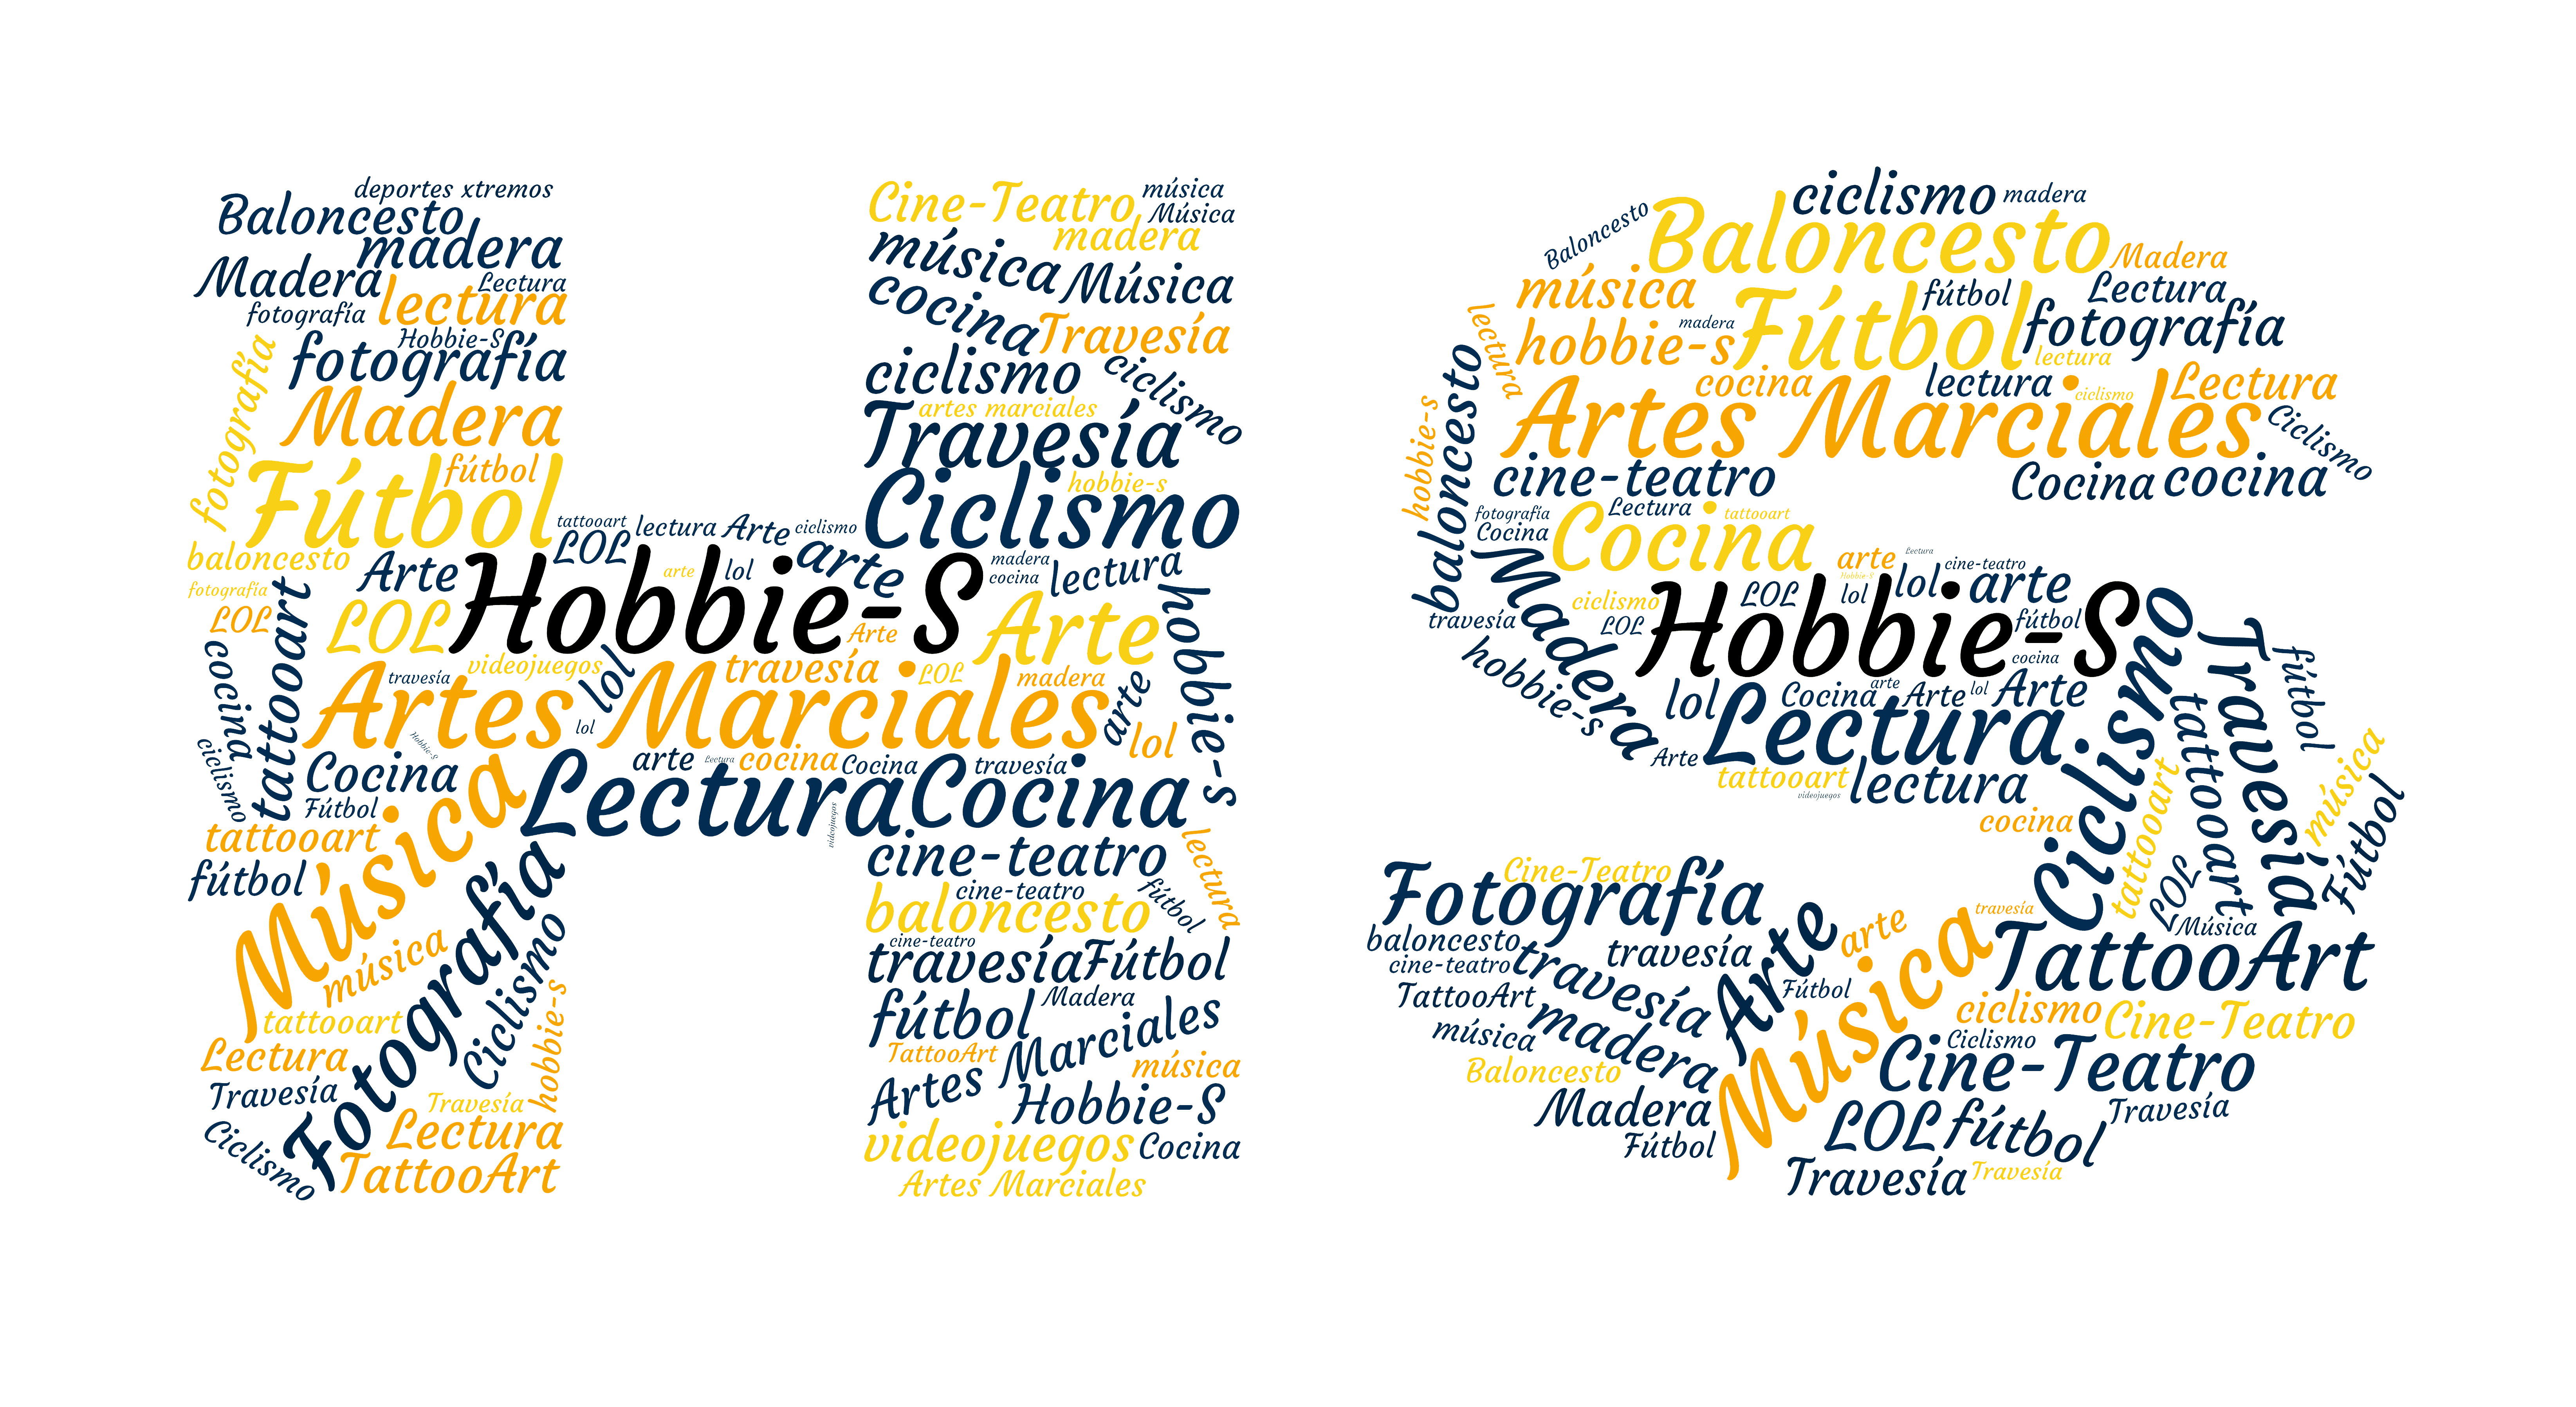 deportes xtremos
Baloncesto
madera
Madera
Lectura
lectura
fotografía
Hobbie-S
fotografía
fotografía
Madera
fútbol
Fútbol
baloncesto
Arte
tattooart
LOL
lectura
Arte
ciclismo
arte
lol
arte
fotografía
LOL
tattooart
LOL
Hobbie-S
Arte
Arte
madera
cocina
lectura
hobbie-s
cocina
travesía
videojuegos
lol
travesía
LOL
madera
Artes Marciales
arte
lol
lol
ciclismo
Hobbie-S
Cocina
Fútbol
arte
Lectura
cocina
Cocina
travesía
Lectura
Cocina
videojuegos
tattooart
fútbol
Música
música
Fotografía
Ciclismo
hobbie-s
tattooart
Lectura
Travesía
Travesía
Lectura
Ciclismo
TattooArt
Cine-Teatro
música
Música
madera
música
Música
cocina
Travesía
ciclismo
ciclismo
artes marciales
Travesía
hobbie-s
Ciclismo
cine-teatro
lectura
cine-teatro
fútbol
baloncesto
cine-teatro
travesía
Fútbol
fútbol
Madera
TattooArt
Artes Marciales
música
Hobbie-S
videojuegos
Cocina
Artes Marciales
ciclismo
madera
Baloncesto
Baloncesto
Madera
música
fútbol
Lectura
lectura
hobbie-s
madera
Fútbol
fotografía
lectura
cocina
lectura
ciclismo
Lectura
Artes Marciales
Ciclismo
hobbie-s
baloncesto
cine-teatro
Cocina
cocina
fotografía
Cocina
Lectura
tattooart
Cocina
Madera
arte
Lectura
cine-teatro
Hobbie-S
ciclismo
LOL
lol
lol
arte
travesía
LOL
Hobbie-S
fútbol
cocina
hobbie-s
lol
Cocina
arte
Arte
lol
Arte
Lectura
Arte
tattooart
videojuegos
lectura
cocina
Ciclismo
Travesía
fútbol
tattooart
tattooart
música
Fútbol
LOL
Música
Cine-Teatro
Fotografía
baloncesto
travesía
cine-teatro
travesía
TattooArt
Arte
arte
travesía
Fútbol
TattooArt
música
madera
Música
ciclismo
Cine-Teatro
Baloncesto
Ciclismo
Cine-Teatro
Madera
Fútbol
LOL
fútbol
Travesía
Travesía
Travesía